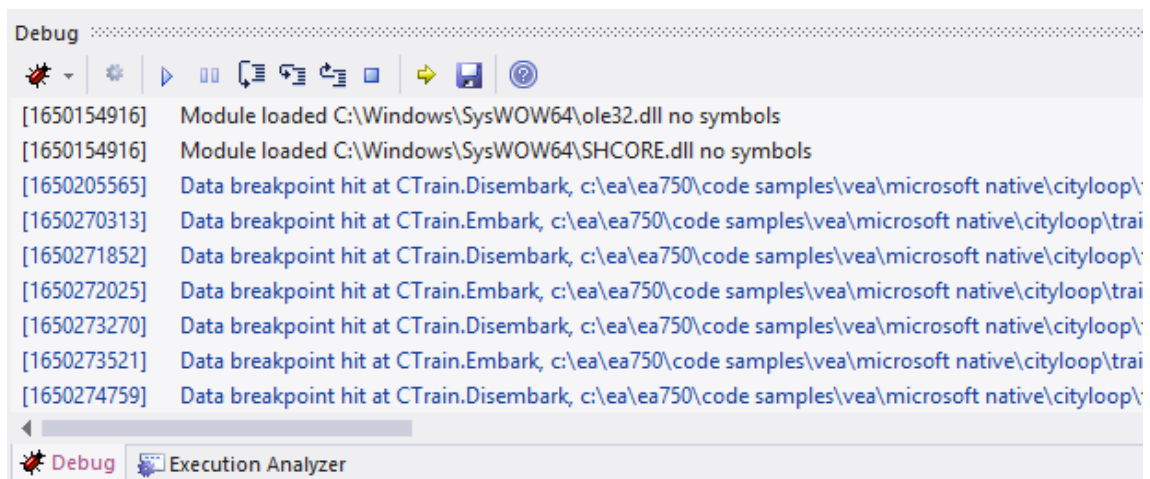 Debug
[1650154916] Module loaded C:\Windows\SysWOW64\ole32.dll no symbols
[1650154916] Module loaded C:\Windows\SysWOW64\SHCORE.dll no symbols
[1650205565] Data breakpoint hit at CTrain.Disembark, c:\ea\ea750\code samples\vea\microsoft native\cityloop\
[1650270313] Data breakpoint hit at CTrain.Embark, c:\ea\ea750\code samples\vea\microsoft native\cityloop\trai
[1650271852] Data breakpoint hit at CTrain.Disembark, c:\ea\ea750\code samples\vea\microsoft native\cityloop\
[1650272025] Data breakpoint hit at CTrain.Embark, c:\ea\ea750\code samples\vea\microsoft native\cityloop\trai
[1650273270] Data breakpoint hit at CTrain.Disembark, c:\ea\ea750\code samples\vea\microsoft native\cityloop\
[1650273521] Data breakpoint hit at CTrain.Embark, c:\ea\ea750\code samples\vea\microsoft native\cityloop\trai
[1650274759] Data breakpoint hit at CTrain.Disembark, c:\ea\ea750\code samples\vea\microsoft native\cityloop\
Debug Execution Analyzer